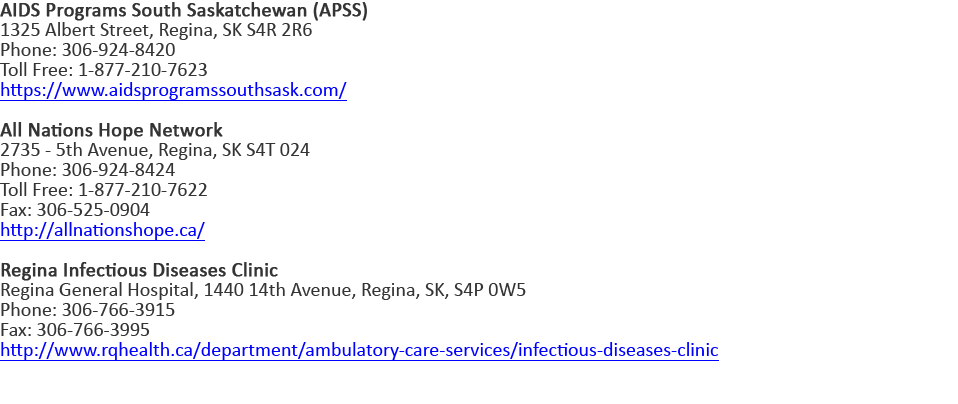 AIDS Programs South Saskatchewan (APSS)
1325 Albert Street, Regina, SK S4R 2R6
Phone: 306-924-8420
Toll Free: 1-877-210-7623
https://www.aidsprogramssouthsask.com/
All Nations Hope Network
2735 - 5th Avenue, Regina, SK S4T 024
Phone: 306-924-8424
Toll Free: 1-877-210-7622
Fax: 306-525-0904
http://allnationshope.ca/
Regina Infectious Diseases Clinic
Regina General Hospital, 1440 14th Avenue, Regina, SK, S4P 0W5
Phone: 306-766-3915
Fax: 306-766-3995
http://www.rqhealth.ca/department/ambulatory-care-services/infectious-diseases-clinic